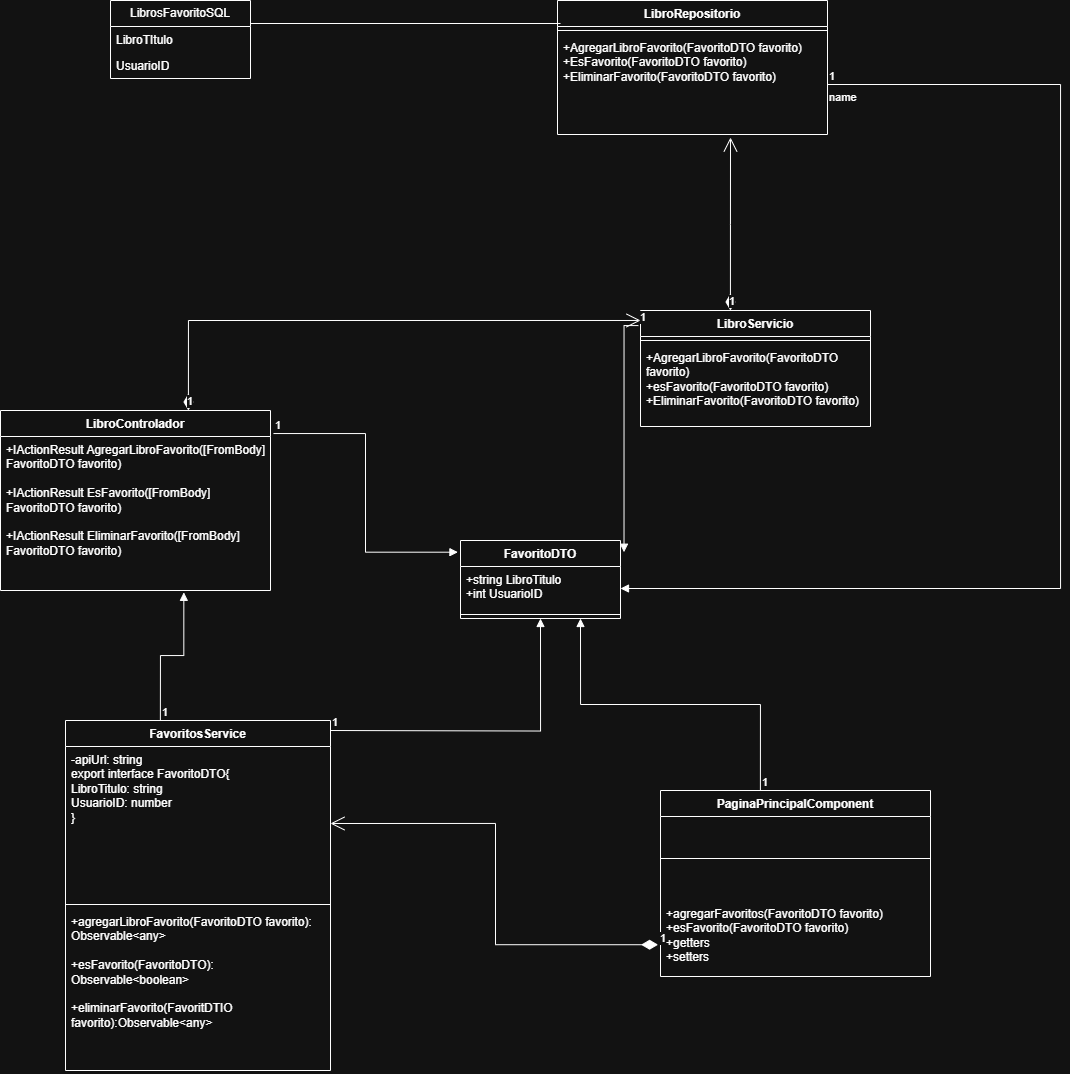 LibrosFavoritoSQL
LibroTItulo
UsuarioID
LibroRepositorio
+AgregarLibroFavorito(FavoritoDTO favorito)
+EsFavorito(FavoritoDTO favorito)
+EliminarFavorito(FavoritoDTO favorito)
1
name
1
LibroServicio
1
+AgregarLibroFavorito(FavoritoDTO
favorito)
+esFavorito(FavoritoDTO favorito)
+EliminarFavorito(FavoritoDTO favorito)
1
LibroControlador
1
+IActionResult AgregarLibroFavorito([FromBody]
FavoritoDTO favorito)
+IActionResult EsFavorito([FromBody]
FavoritoDTO favorito)
+IActionResult EliminarFavorito([FromBody]
FavoritoDTO favorito)
FavoritoDTO
+string LibroTitulo
+int UsuarioID
1
FavoritosService
1
-apiUrl: string
export interface FavoritoDTO{
LibroTitulo: string
UsuarioID: number
}
+agregarLibroFavorito(FavoritoDTO favorito):
Observable<any>
+esFavorito(FavoritoDTO):
Observable<boolean>
+eliminarFavorito(FavoritDTIO
favorito):Observable<any>
1
PaginaPrincipalComponent
+agregarFavoritos(FavoritoDTO favorito)
+esFavorito(FavoritoDTO favorito)
1
+getters
+setters